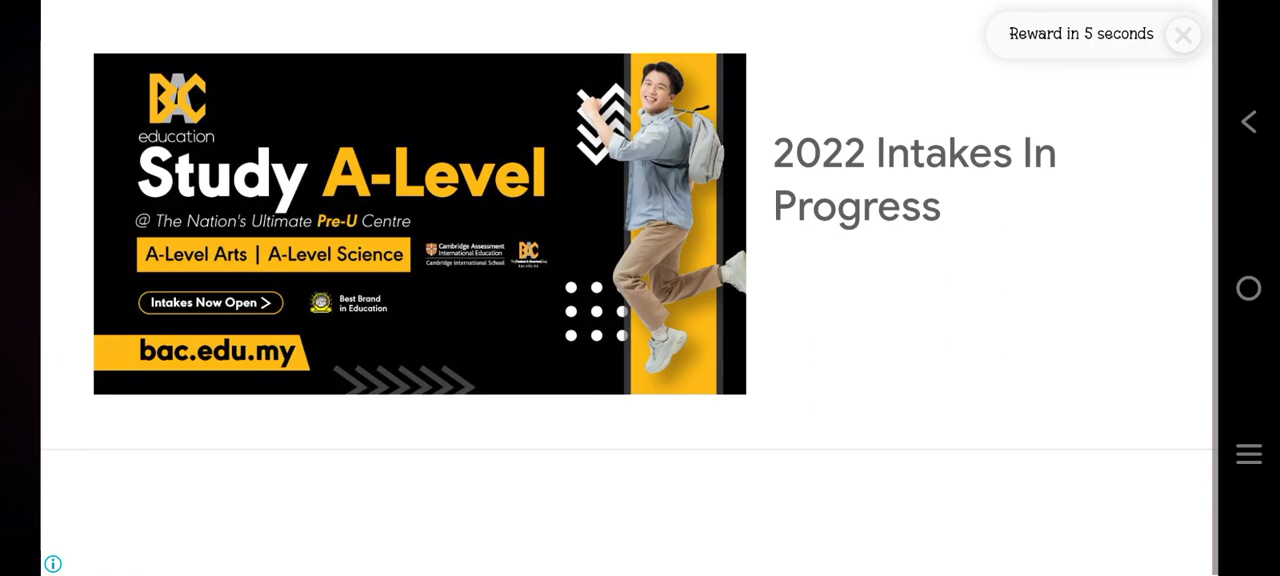 Reward in 5 seconds
BAC
education
Study A-Level
@ The Nation's Ultimate Pre-U Centre
A-Level Arts | A-Level Science
Cambridge Assessment
International Education
Cambridge International School
BAC
Intakes Now Open >
Best Brand
in Education
bac.edu.my
2022 Intakes In
Progress